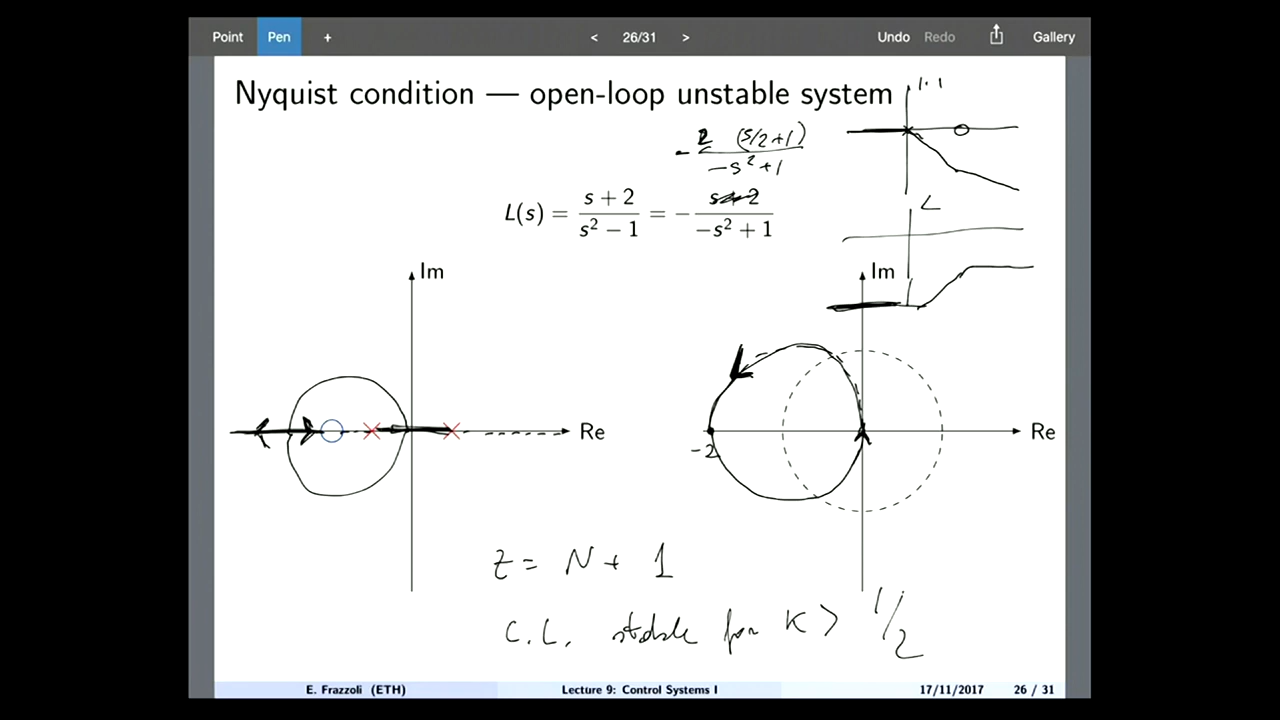 Point Pen + < 26/31 > Undo Redo Gallery
Nyquist condition — open-loop unstable system
|·|
- 2 (s/2+1)
-s²+1
L(s) = s + 2 / s² − 1 = − s+2 / −s² + 1
∠
Im
Im
Re
Re
-2
Z = N + 1
C.L. stable for K > 1/2
E. Frazzoli (ETH) Lecture 9: Control Systems I 17/11/2017 26 / 31